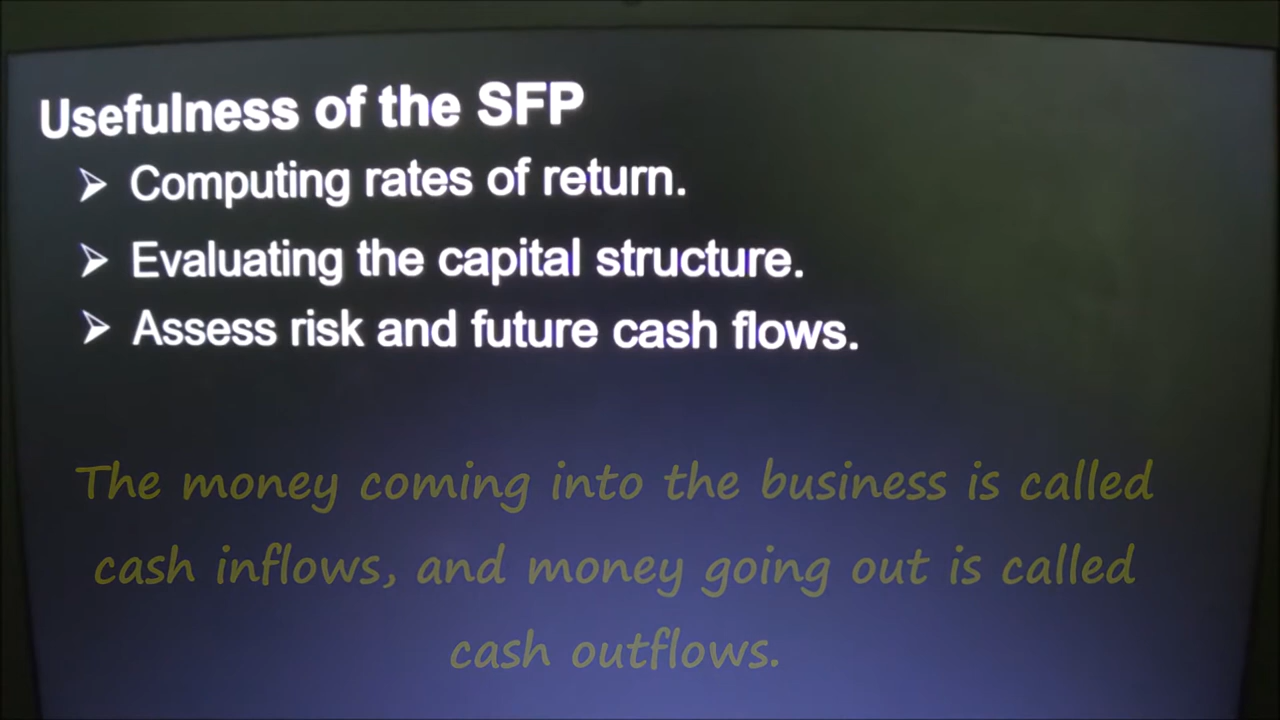 Usefulness of the SFP
➢ Computing rates of return.
➢ Evaluating the capital structure.
➢ Assess risk and future cash flows.
The money coming into the business is called
cash inflows, and money going out is called
cash outflows.